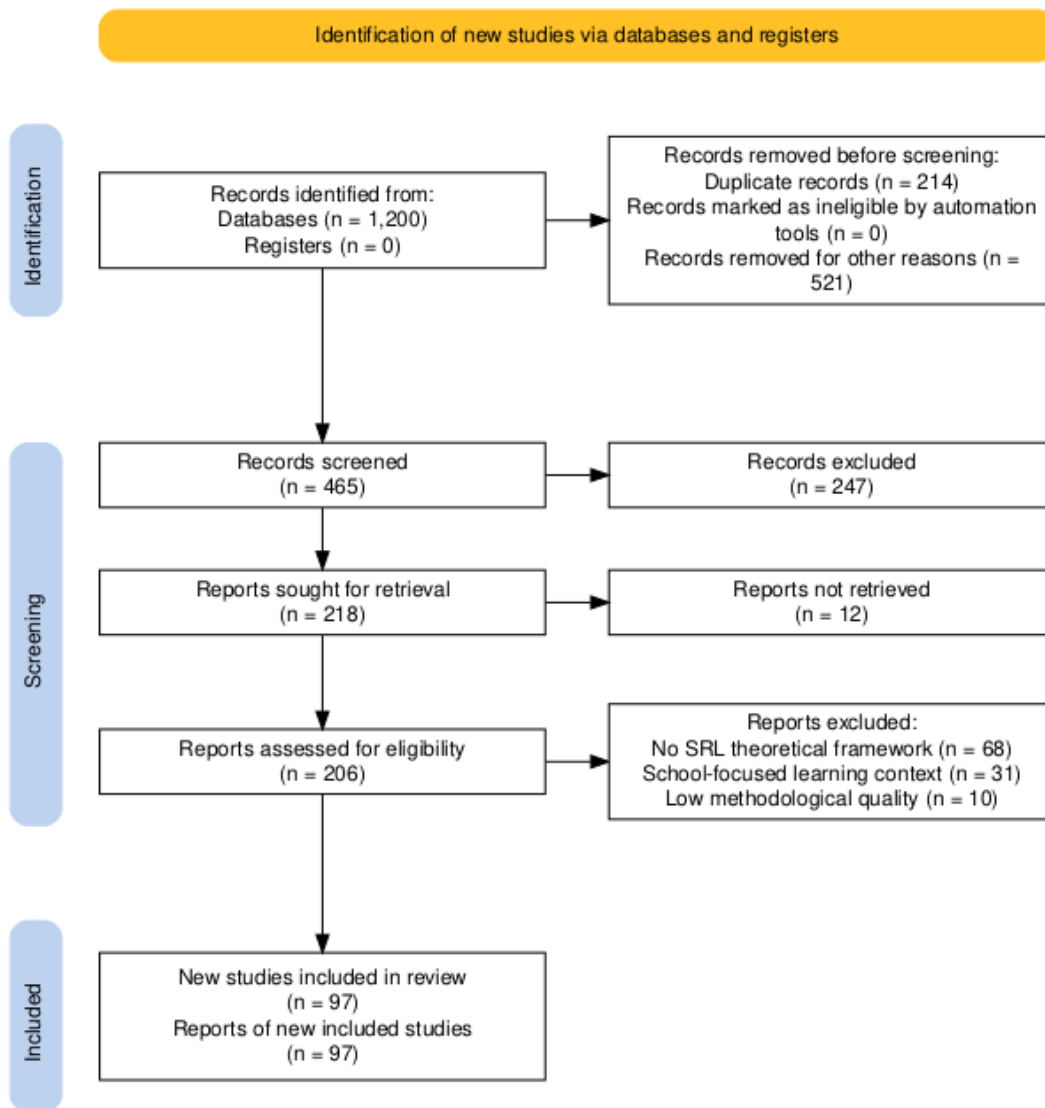 Identification of new studies via databases and registers
Identification
Records identified from:
Databases (n = 1,200)
Registers (n = 0)
Records removed before screening:
Duplicate records (n = 214)
Records marked as ineligible by automation
tools (n = 0)
Records removed for other reasons (n =
521)
Screening
Records screened
(n = 465)
Records excluded
(n = 247)
Reports sought for retrieval
(n = 218)
Reports not retrieved
(n = 12)
Reports assessed for eligibility
(n = 206)
Reports excluded:
No SRL theoretical framework (n = 68)
School-focused learning context (n = 31)
Low methodological quality (n = 10)
Included
New studies included in review
(n = 97)
Reports of new included studies
(n = 97)